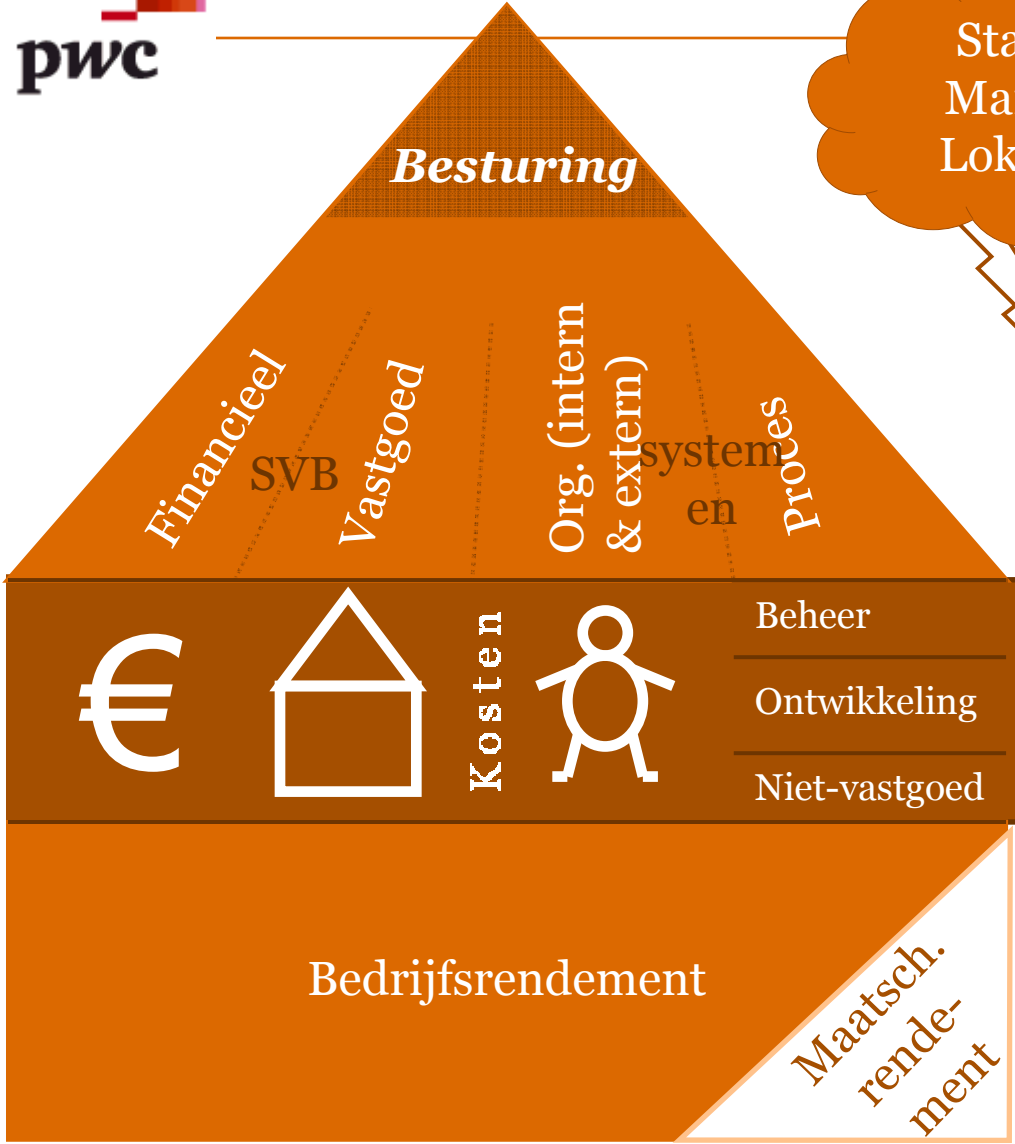 pwc
Besturing
Financieel
SVB
Vastgoed
Org. (intern
& extern)
system
en
Proces
€
Kosten
Beheer
Ontwikkeling
Niet-vastgoed
Bedrijfsrendement
Maatsch.
rende-
ment